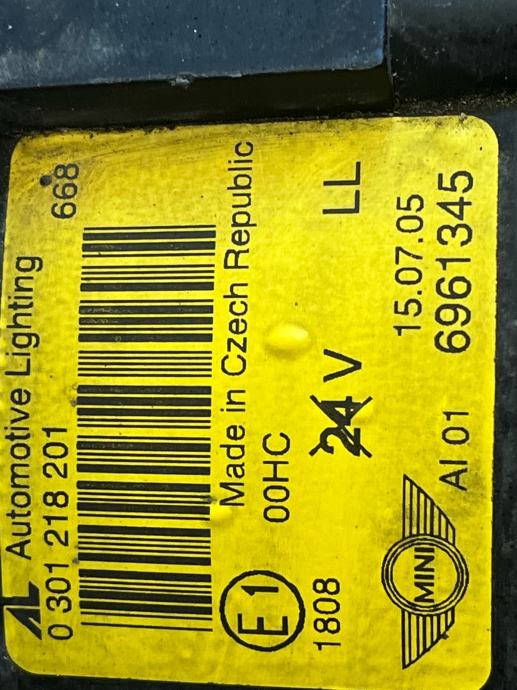 AL Automotive Lighting
0 301 218 201
668
Made in Czech Republic
E1
00HC
1808
24 V
LL
MINI
AI 01
15.07.05
6961345